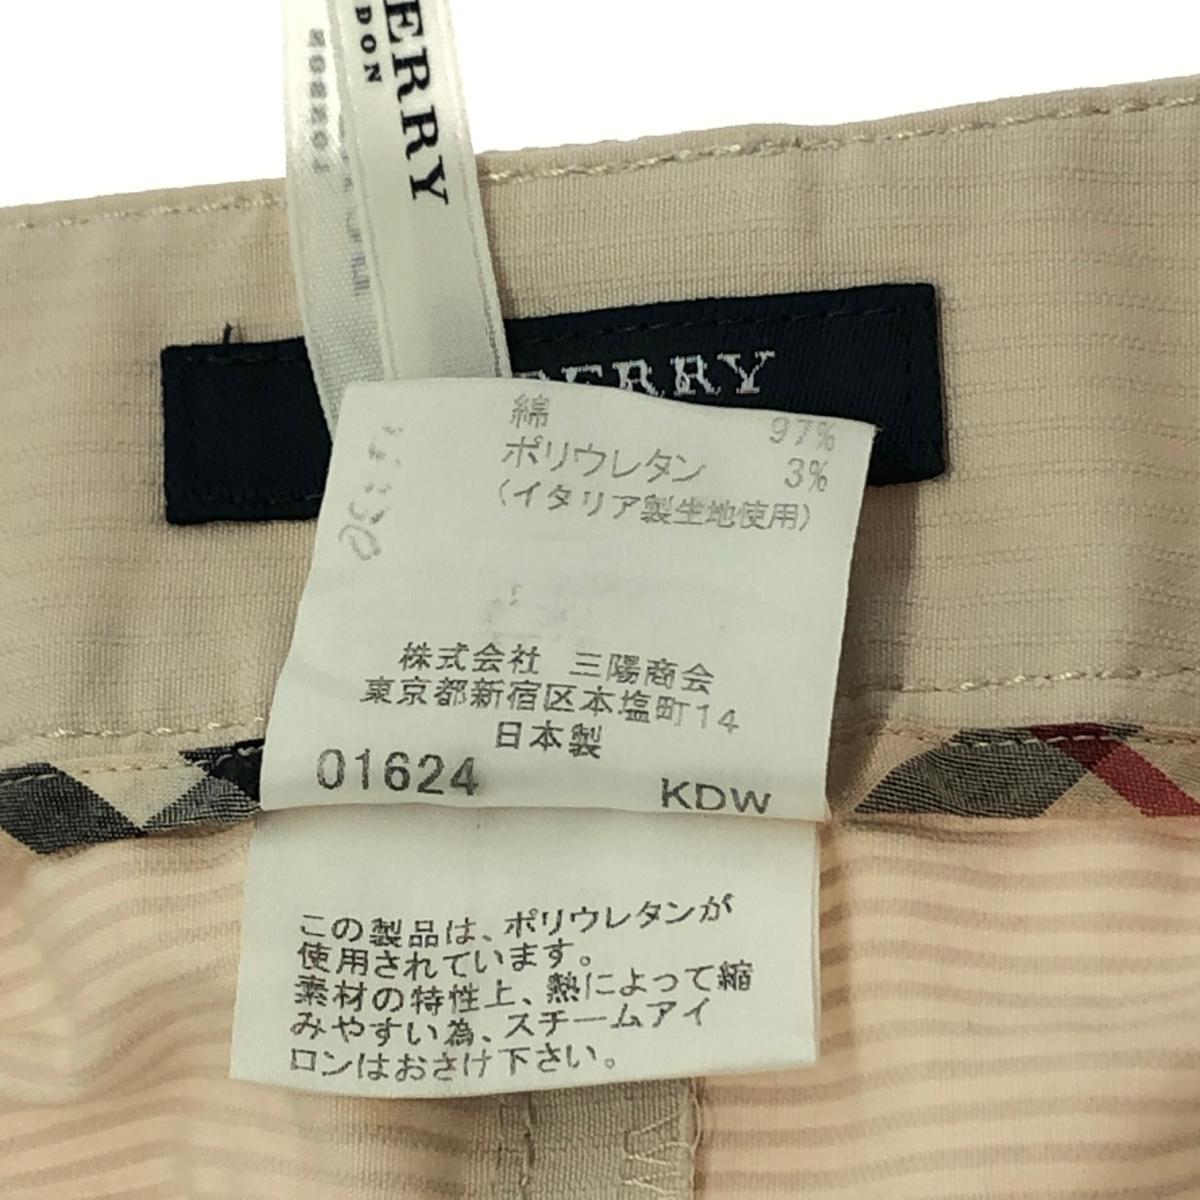 ERRY
DON
ERRY
綿 97%
ポリウレタン 3%
(イタリア製生地使用)
株式会社 三陽商会
東京都新宿区本塩町14
日本製
01624 KDW
この製品は、ポリウレタンが
使用されています。
素材の特性上、熱によって縮
みやすい為、スチームアイ
ロンはおさけ下さい。